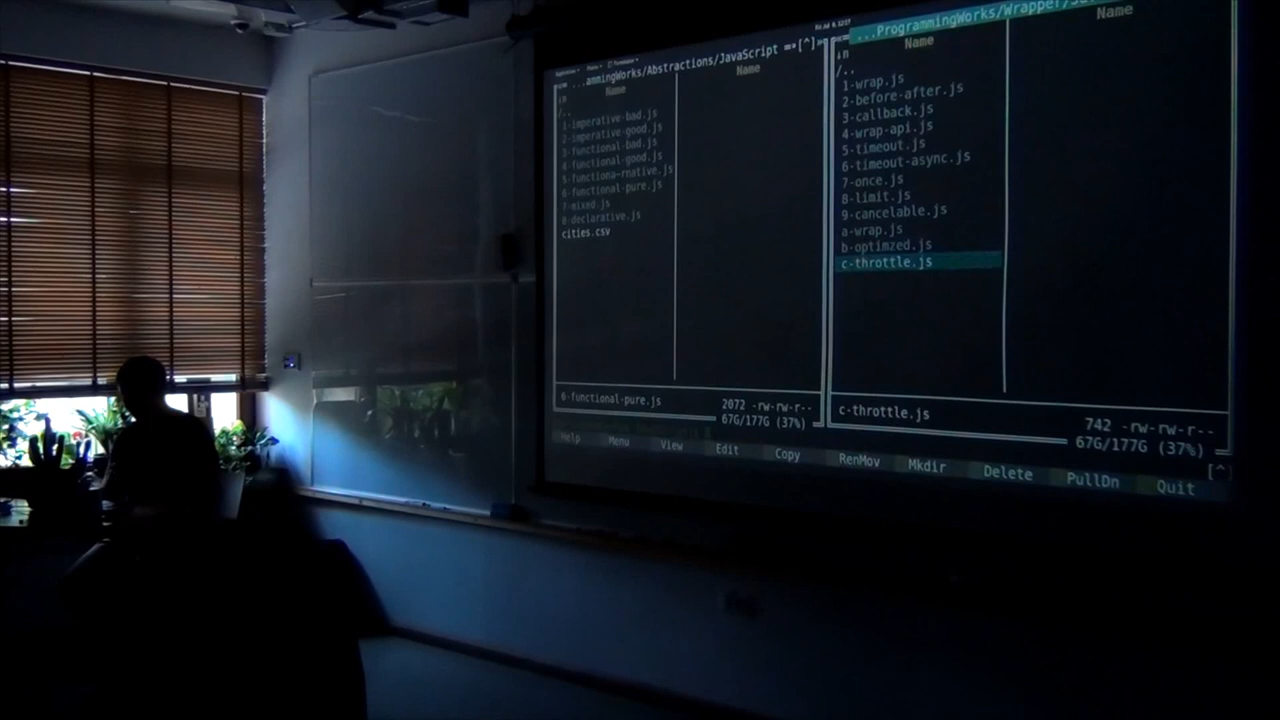 ...ammingWorks/Abstractions/JavaScript
Name
Name
/..
1-imperative-bad.js
2-imperative-good.js
3-functional-bad.js
4-functional-good.js
5-functiona~rnative.js
6-functional-pure.js
7-mixed.js
8-declarative.js
cities.csv
6-functional-pure.js
2072 -rw-rw-r--
67G/177G (37%)
...ProgrammingWorks/Wrapper/
Name
Name
/..
1-wrap.js
2-before-after.js
3-callback.js
4-wrap-api.js
5-timeout.js
6-timeout-async.js
7-once.js
8-limit.js
9-cancelable.js
a-wrap.js
b-optimzed.js
c-throttle.js
c-throttle.js
742 -rw-rw-r--
67G/177G (37%)
[^]
Help Menu View Edit Copy RenMov Mkdir Delete PullDn Quit